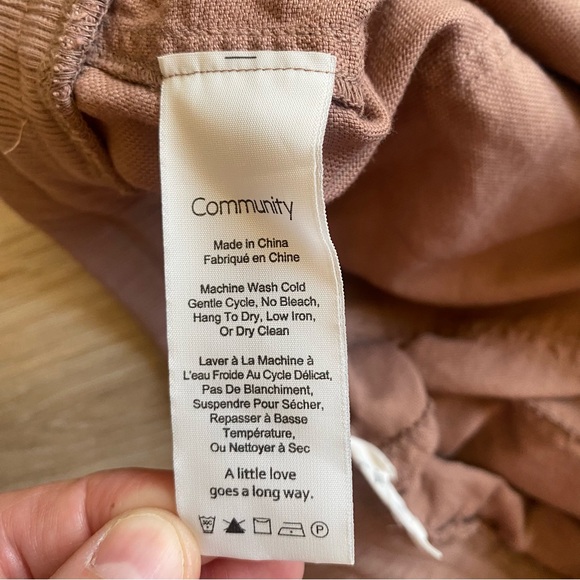 Community
Made in China
Fabriqué en Chine
Machine Wash Cold
Gentle Cycle, No Bleach,
Hang To Dry, Low Iron,
Or Dry Clean
Laver à La Machine à
L'eau Froide Au Cycle Délicat,
Pas De Blanchiment,
Suspendre Pour Sécher,
Repasser à Basse
Température,
Ou Nettoyer à Sec
A little love
goes a long way.
P